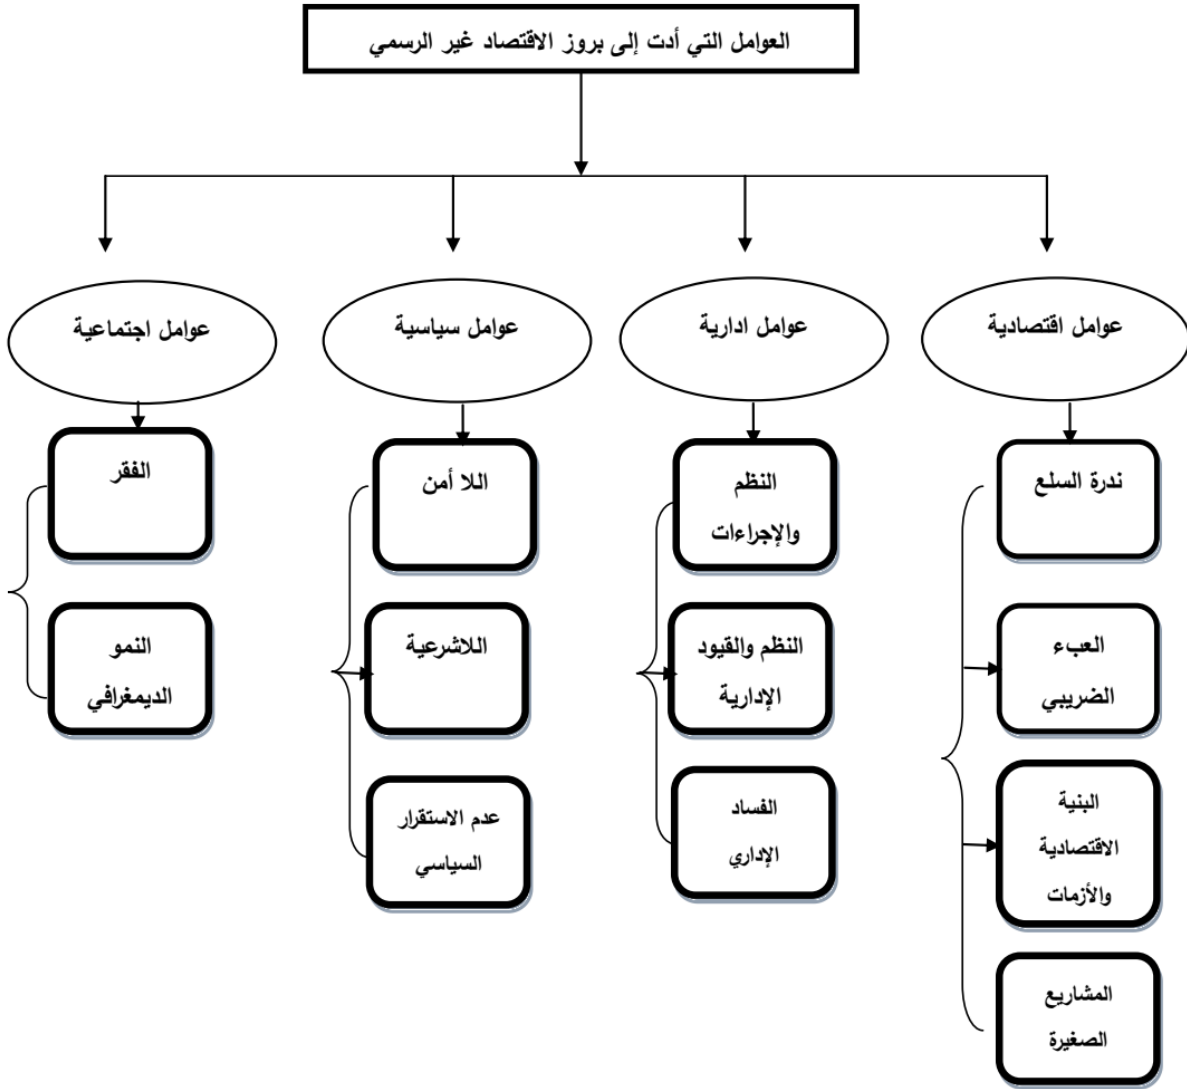 العوامل التي أدت إلى بروز الاقتصاد غير الرسمي
عوامل اقتصادية
عوامل ادارية
عوامل سياسية
عوامل اجتماعية
ندرة السلع
العبء
الضريبي
البنية
الاقتصادية
والأزمات
المشاريع
الصغيرة
النظم
والإجراءات
النظم والقيود
الإدارية
الفساد
الإداري
اللا أمن
اللاشرعية
عدم الاستقرار
السياسي
الفقر
النمو
الديمغرافي